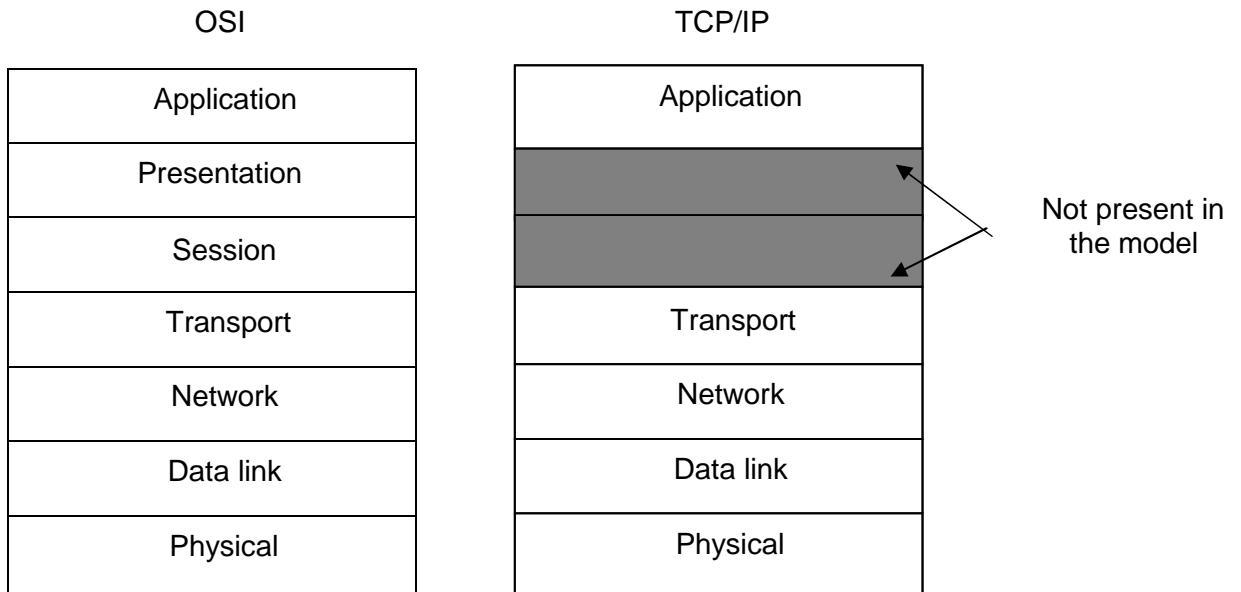 OSI
TCP/IP
Application
Presentation
Session
Transport
Network
Data link
Physical
Application
Transport
Network
Data link
Physical
Not present in
the model